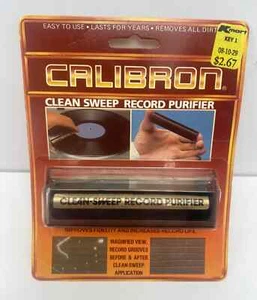 EASY TO USE • LASTS FOR YEARS • REMOVES ALL DIRT
Kmart
KEY 1
08-10-29
$2.67
CALIBRON
CLEAN SWEEP RECORD PURIFIER
CLEAN-SWEEP RECORD PURIFIER
IMPROVES FIDELITY AND INCREASES RECORD LIFE
MAGNIFIED VIEW,
RECORD GROOVES
BEFORE & AFTER
CLEAN-SWEEP
APPLICATION